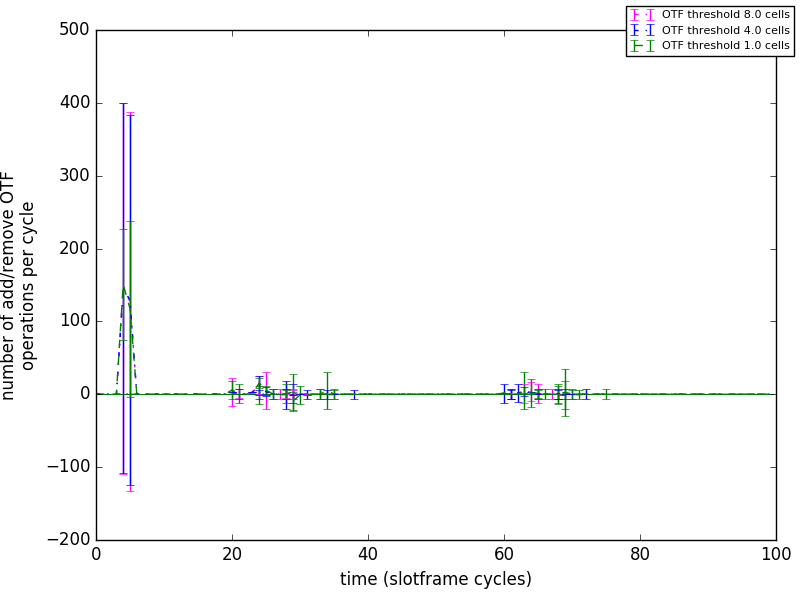 OTF threshold 8.0 cells
OTF threshold 4.0 cells
OTF threshold 1.0 cells
number of add/remove OTF
operations per cycle
500
400
300
200
100
0
−100
−200
0 20 40 60 80 100
time (slotframe cycles)